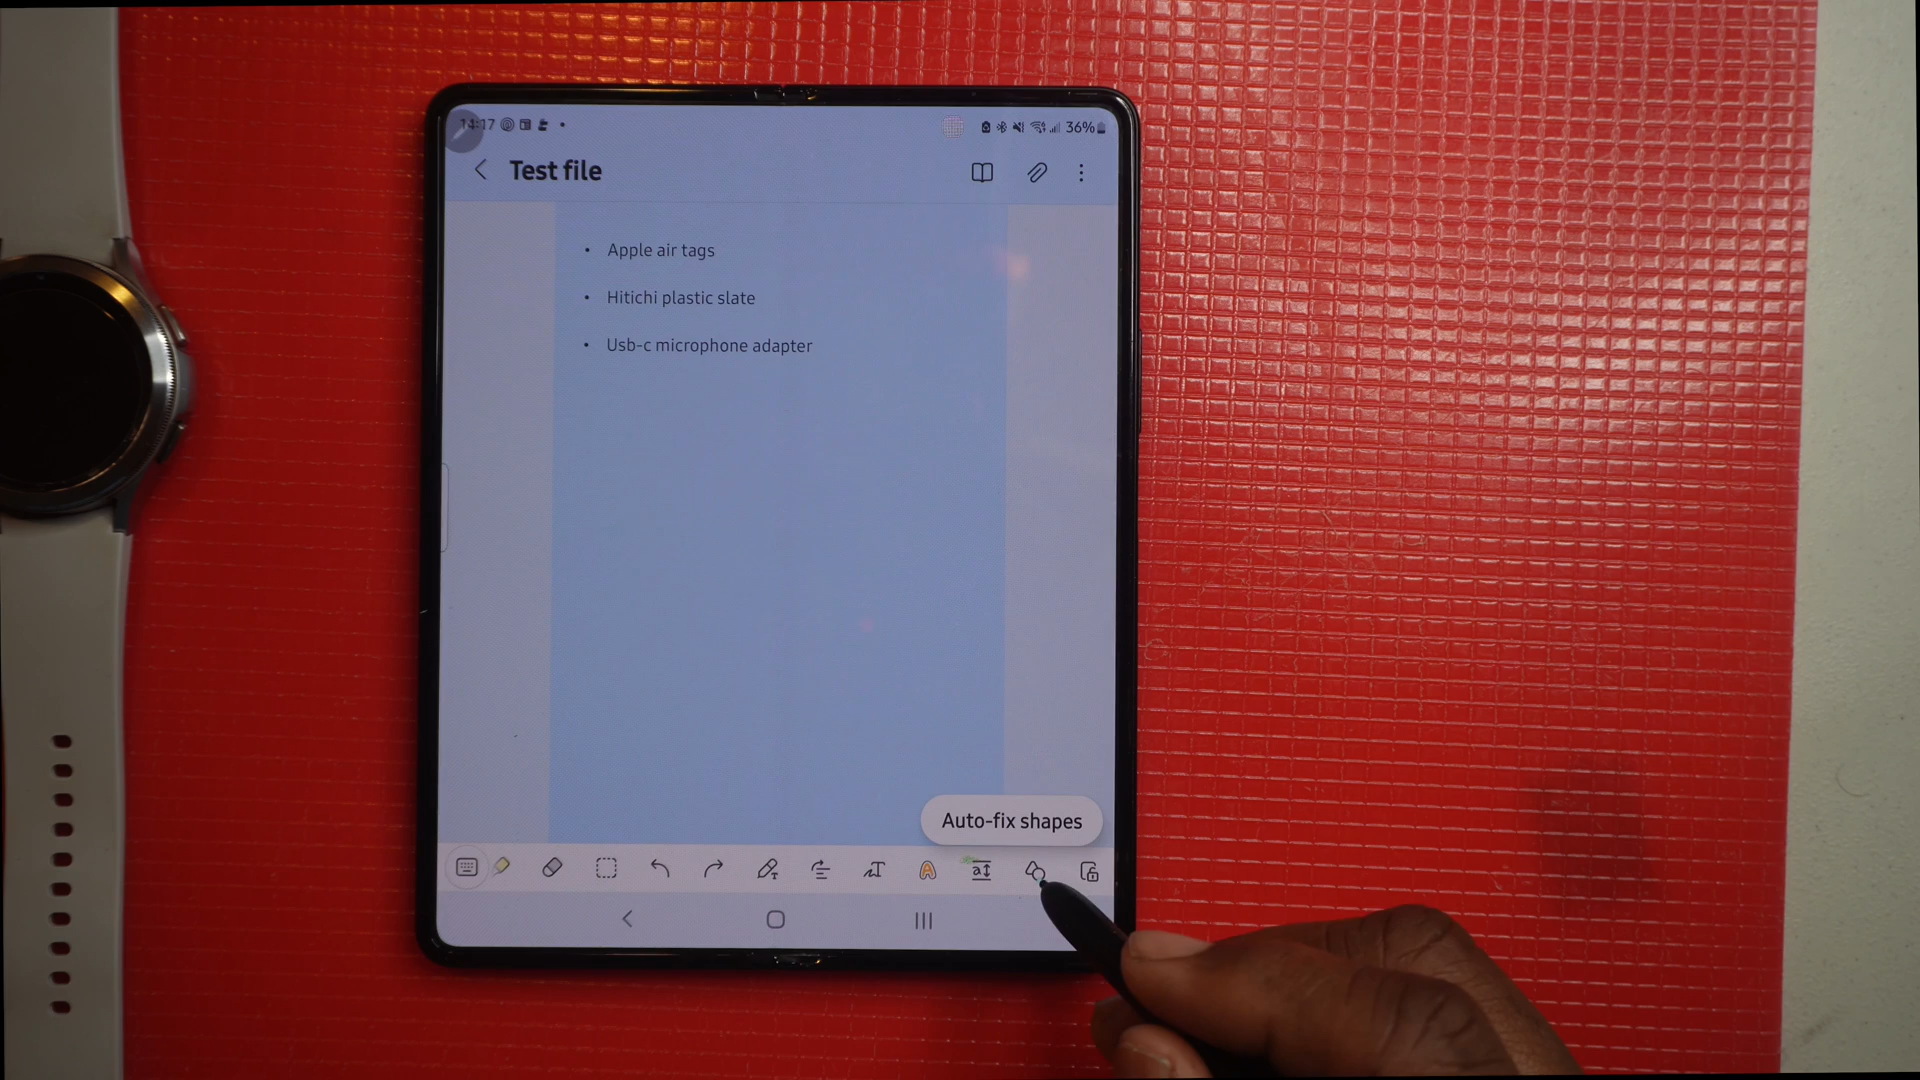 14:17
36%
Test file
• Apple air tags
• Hitichi plastic slate
• Usb-c microphone adapter
Auto-fix shapes